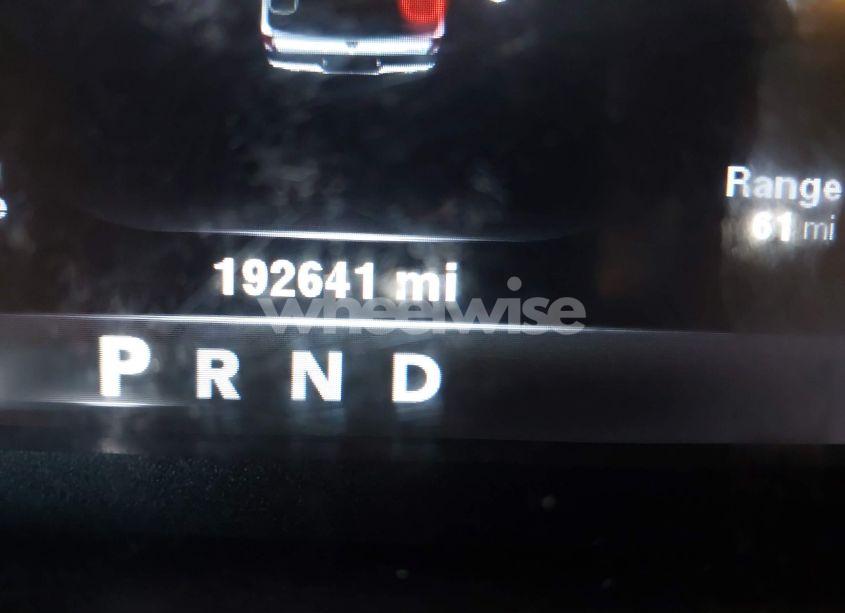 Range
61 mi
192641 mi
wheelwise
P R N D